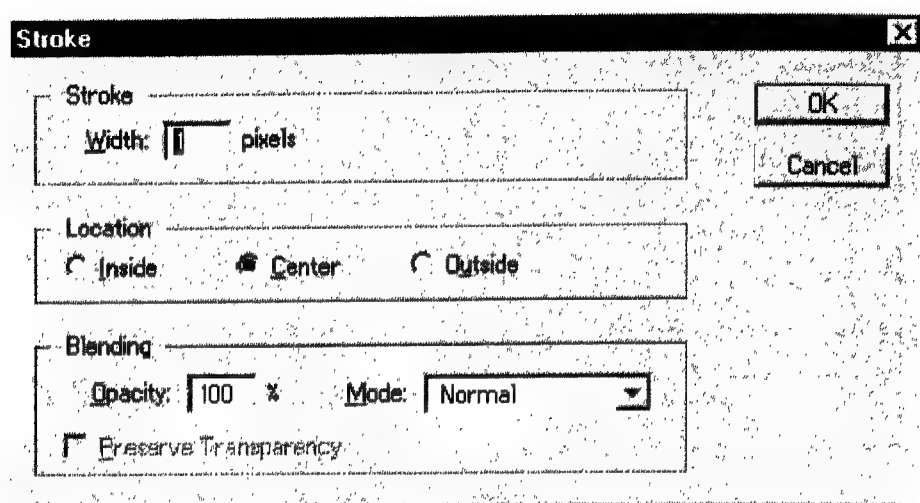 Stroke
Stroke
Width: 1 pixels
OK
Cancel
Location
Inside Center Outside
Blending
Opacity: 100 % Mode: Normal
Preserve Transparency